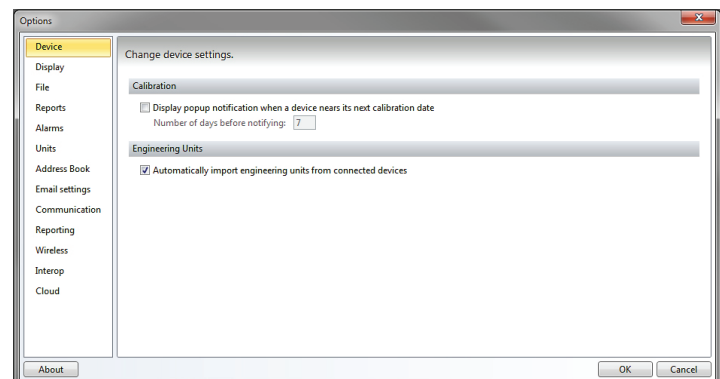 Options
Device
Display
File
Reports
Alarms
Units
Address Book
Email settings
Communication
Reporting
Wireless
Interop
Cloud
Change device settings.
Calibration
Display popup notification when a device nears its next calibration date
Number of days before notifying: 7
Engineering Units
Automatically import engineering units from connected devices
About
OK
Cancel